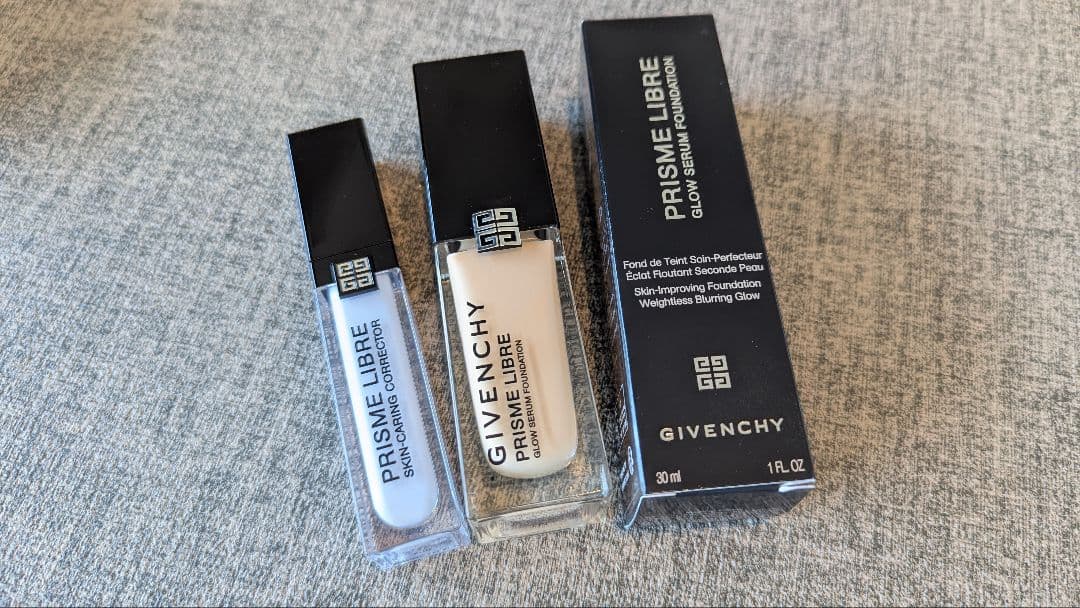 PRISME LIBRE
SKIN-CARING CORRECTOR
GIVENCHY
PRISME LIBRE
GLOW SERUM FOUNDATION
PRISME LIBRE
GLOW SERUM FOUNDATION
Fond de Teint Soin-Perfecteur
Éclat Floutant Seconde Peau
Skin-Improving Foundation
Weightless Blurring Glow
GIVENCHY
30 ml 1 FL. OZ